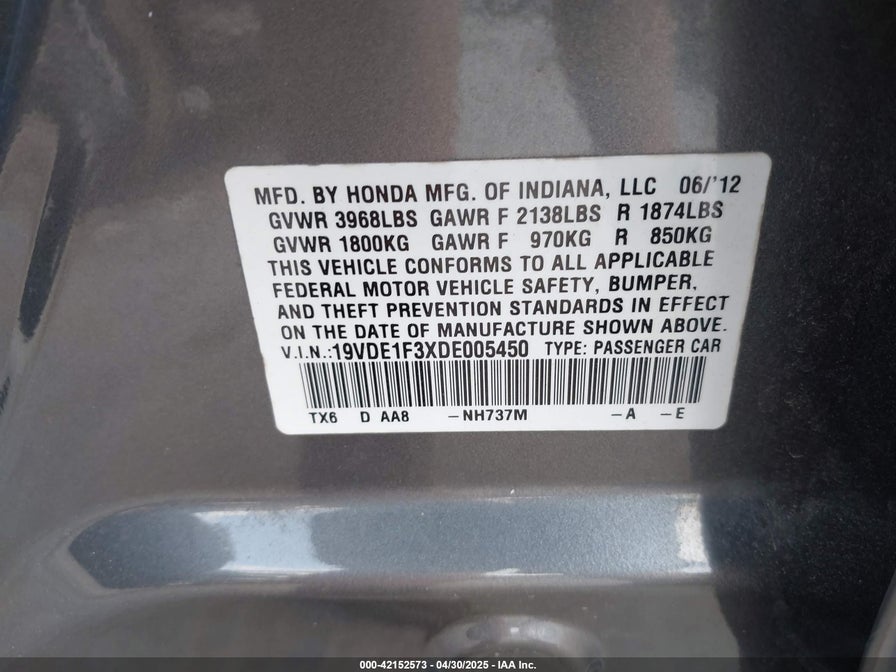 MFD. BY HONDA MFG. OF INDIANA, LLC 06/'12
GVWR 3968LBS GAWR F 2138LBS R 1874LBS
GVWR 1800KG GAWR F 970KG R 850KG
THIS VEHICLE CONFORMS TO ALL APPLICABLE
FEDERAL MOTOR VEHICLE SAFETY, BUMPER,
AND THEFT PREVENTION STANDARDS IN EFFECT
ON THE DATE OF MANUFACTURE SHOWN ABOVE.
V.I.N.:19VDE1F3XDE005450 TYPE: PASSENGER CAR
TX6 D AA8 -NH737M -A -E
000-42152573 - 04/30/2025 - IAA Inc.